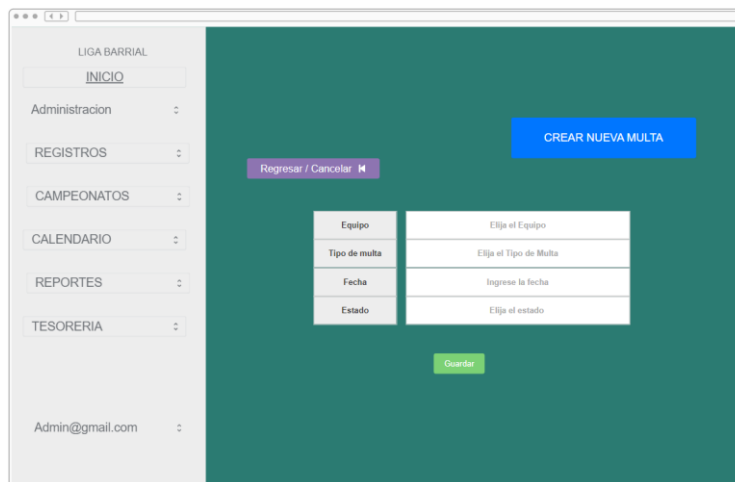 LIGA BARRIAL
INICIO
Administracion
REGISTROS
CAMPEONATOS
CALENDARIO
REPORTES
TESORERIA
Admin@gmail.com
CREAR NUEVA MULTA
Regresar / Cancelar
Equipo Elija el Equipo
Tipo de multa Elija el Tipo de Multa
Fecha Ingrese la fecha
Estado Elija el estado
Guardar